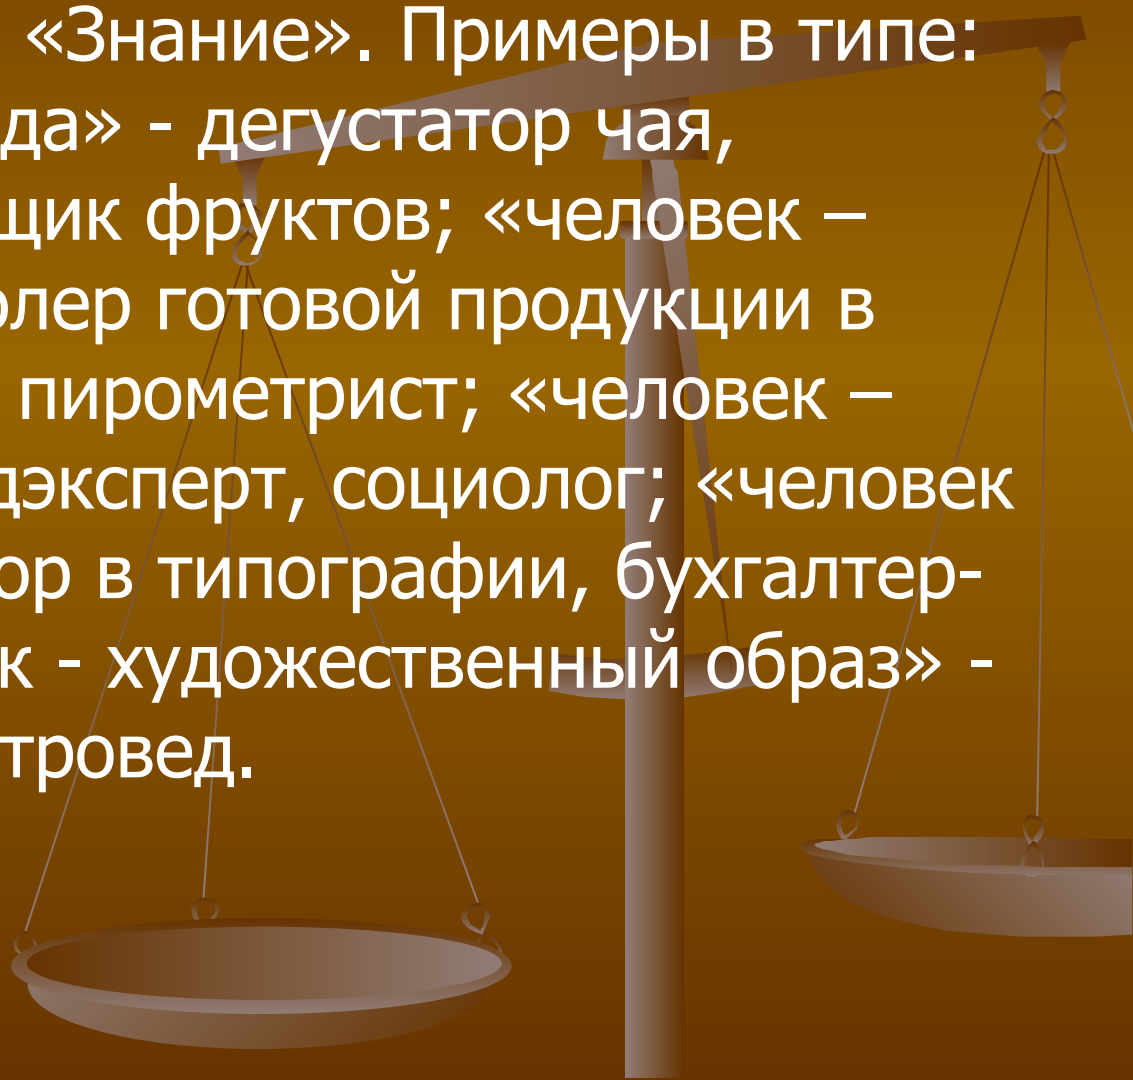 «Знание». Примеры в типе:
да» - дегустатор чая,
щик фруктов; «человек –
олер готовой продукции в
пирометрист; «человек –
дэксперт, социолог; «человек
ор в типографии, бухгалтер-
к - художественный образ» -
тровед.